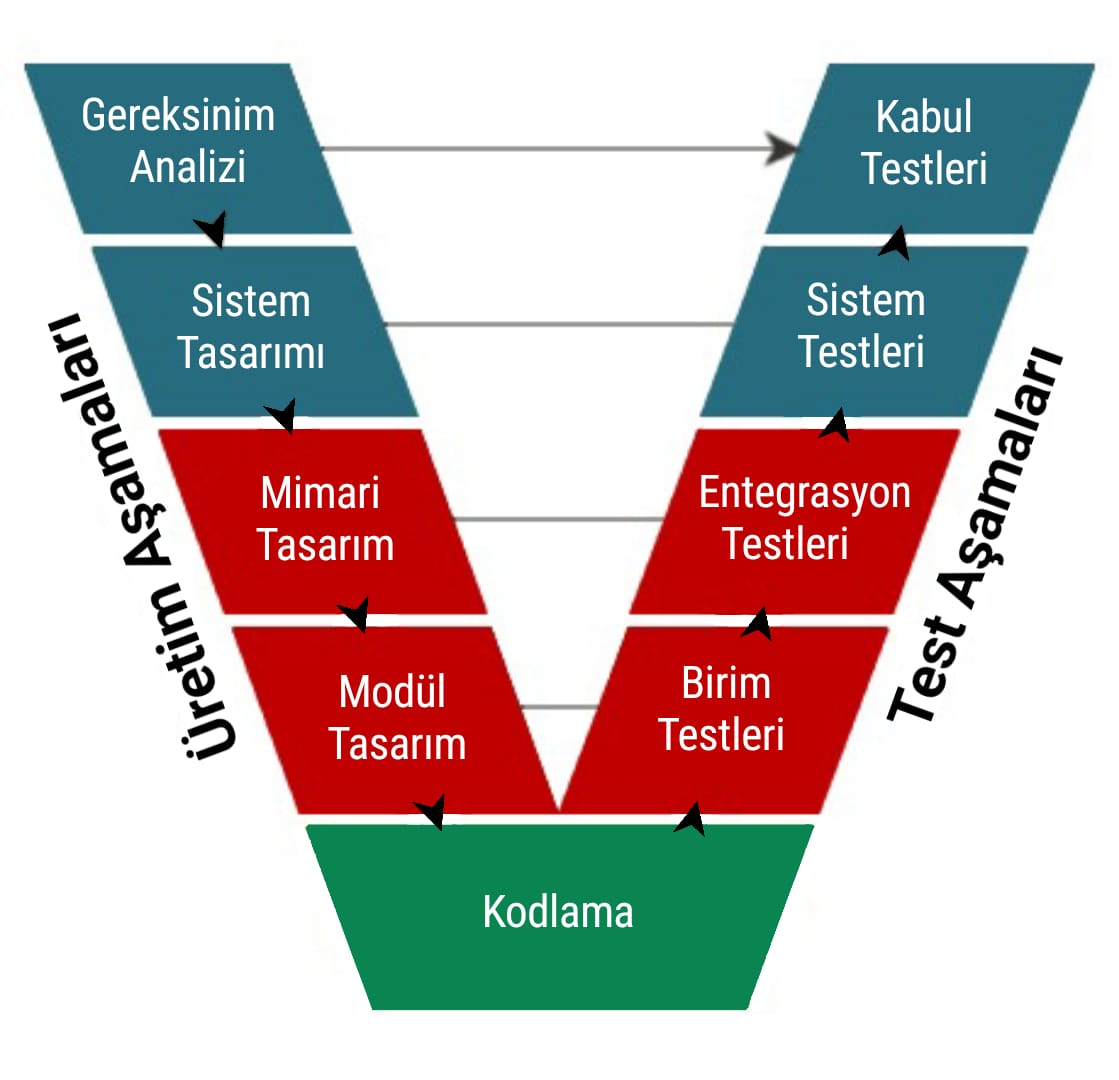 Gereksinim
Analizi
Kabul
Testleri
Sistem
Tasarımı
Sistem
Testleri
Mimari
Tasarım
Entegrasyon
Testleri
Modül
Tasarım
Birim
Testleri
Kodlama
Üretim Aşamaları
Test Aşamaları